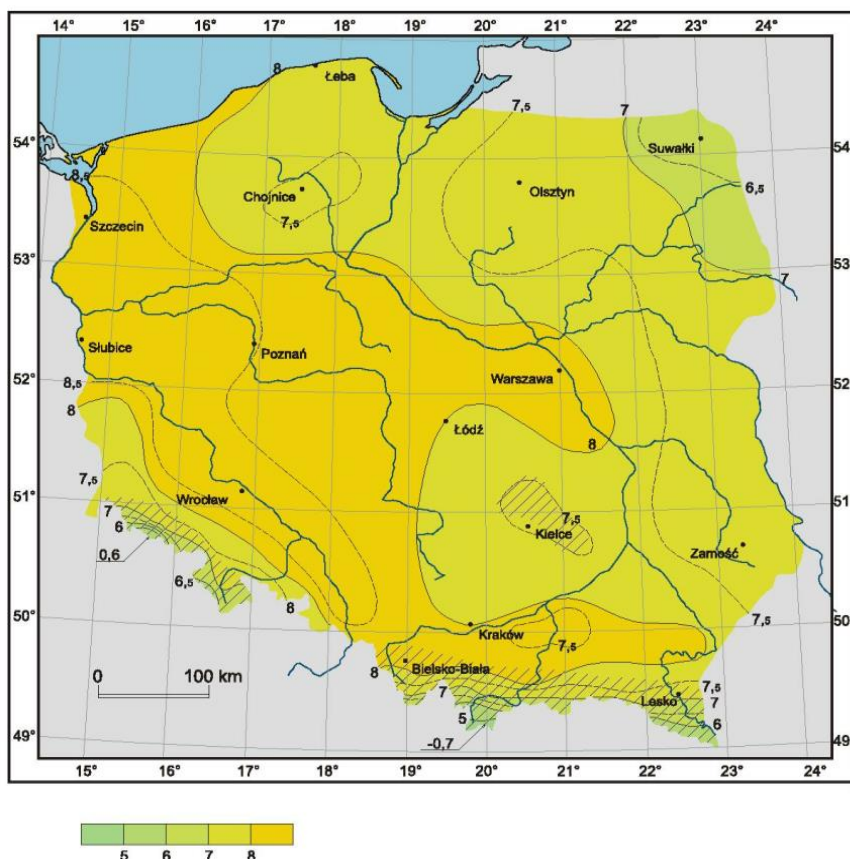 14° 15° 16° 17° 18° 19° 20° 21° 22° 23° 24°
8
Łeba
7,5
7
54°
54
Suwałki
8,5
Chojnice
Olsztyn
6,5
7,5
Szczecin
53°
53
7
Słubice
Poznań
Warszawa
52°
52
8,5
8
Łódź
8
7,5
51°
51
Wrocław
7
7,5
6
Kielce
0,6
Zamość
6,5
8
7,5
50°
50
Kraków
7,5
8
Bielsko-Biała
0 100 km
7
Lesko
7,5
7
5
6
-0,7
49°
49
15° 16° 17° 18° 19° 20° 21° 22° 23° 24°
5 6 7 8